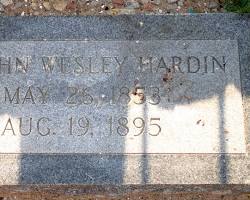 HN WESLEY HARDIN
MAY 26, 1853
AUG. 19, 1895